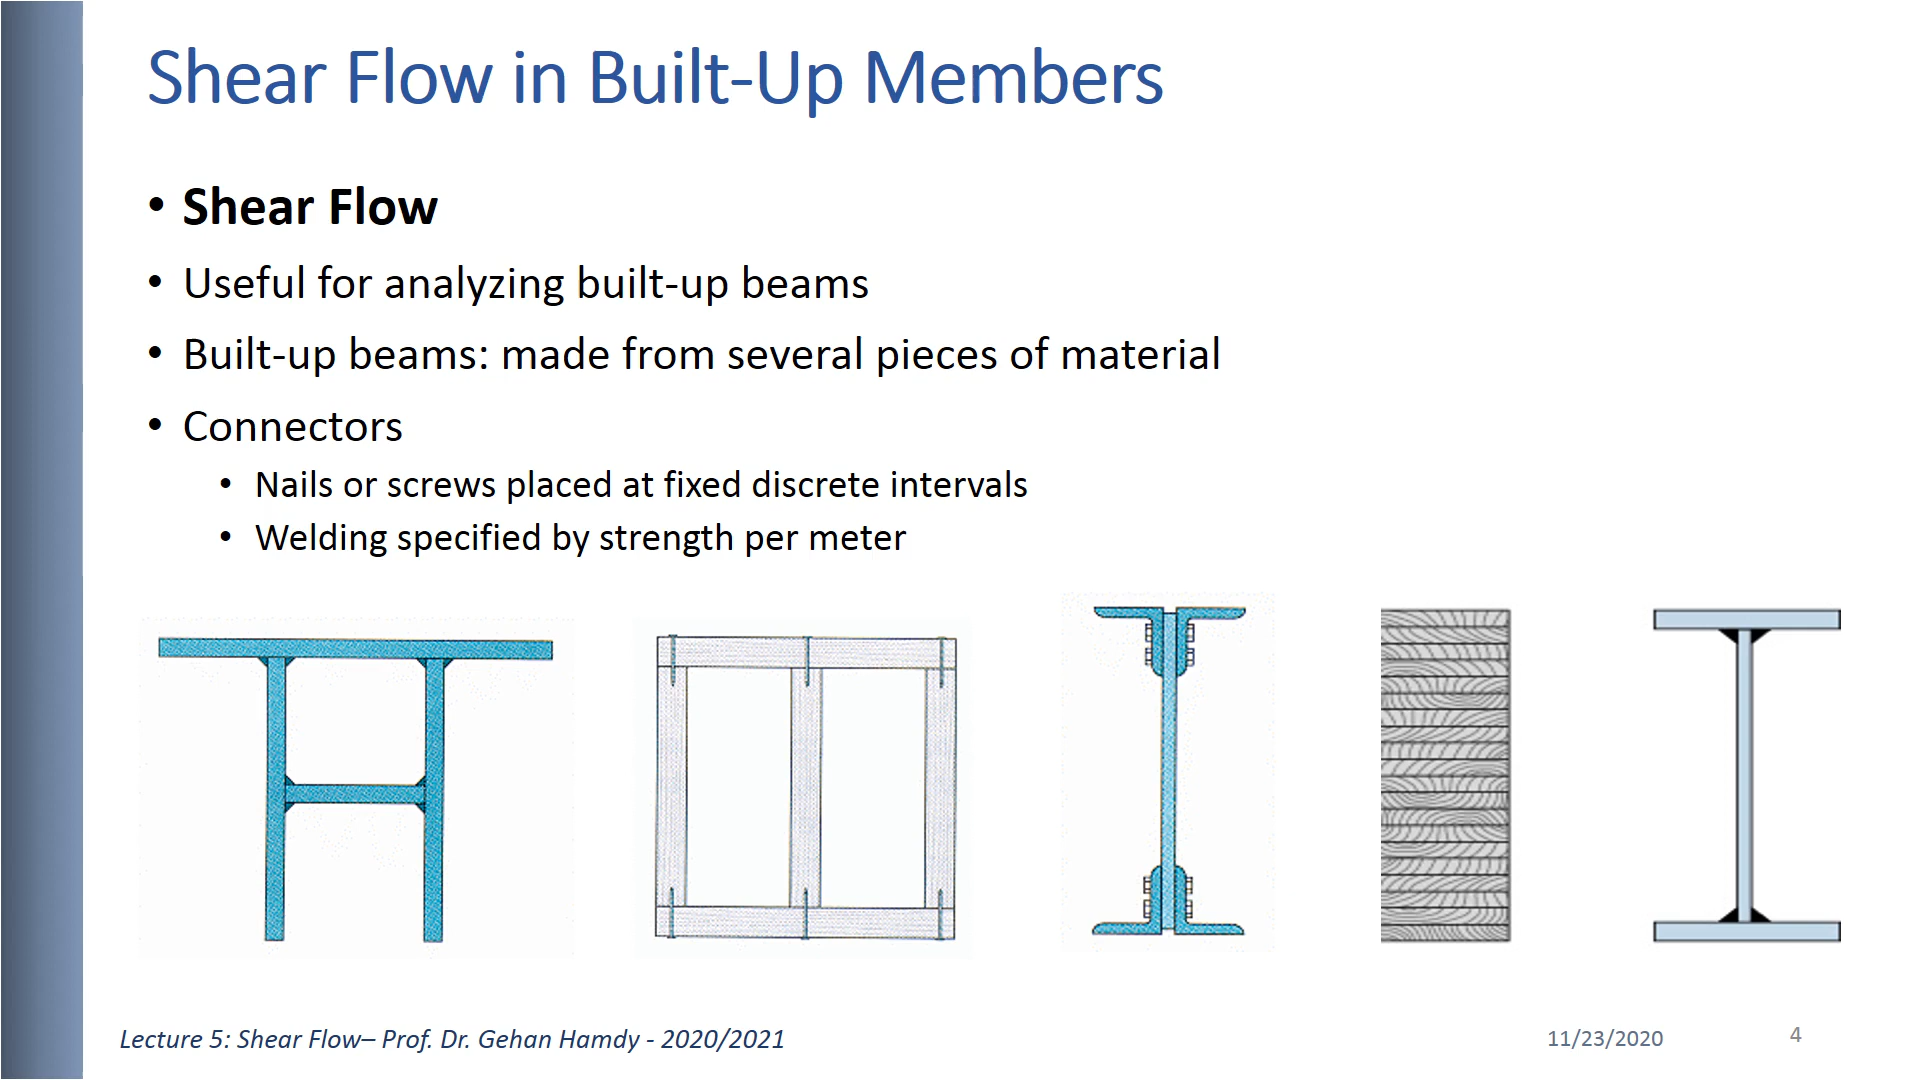 Shear Flow in Built-Up Members
• Shear Flow
• Useful for analyzing built-up beams
• Built-up beams: made from several pieces of material
• Connectors
• Nails or screws placed at fixed discrete intervals
• Welding specified by strength per meter
Lecture 5: Shear Flow– Prof. Dr. Gehan Hamdy - 2020/2021
11/23/2020
4